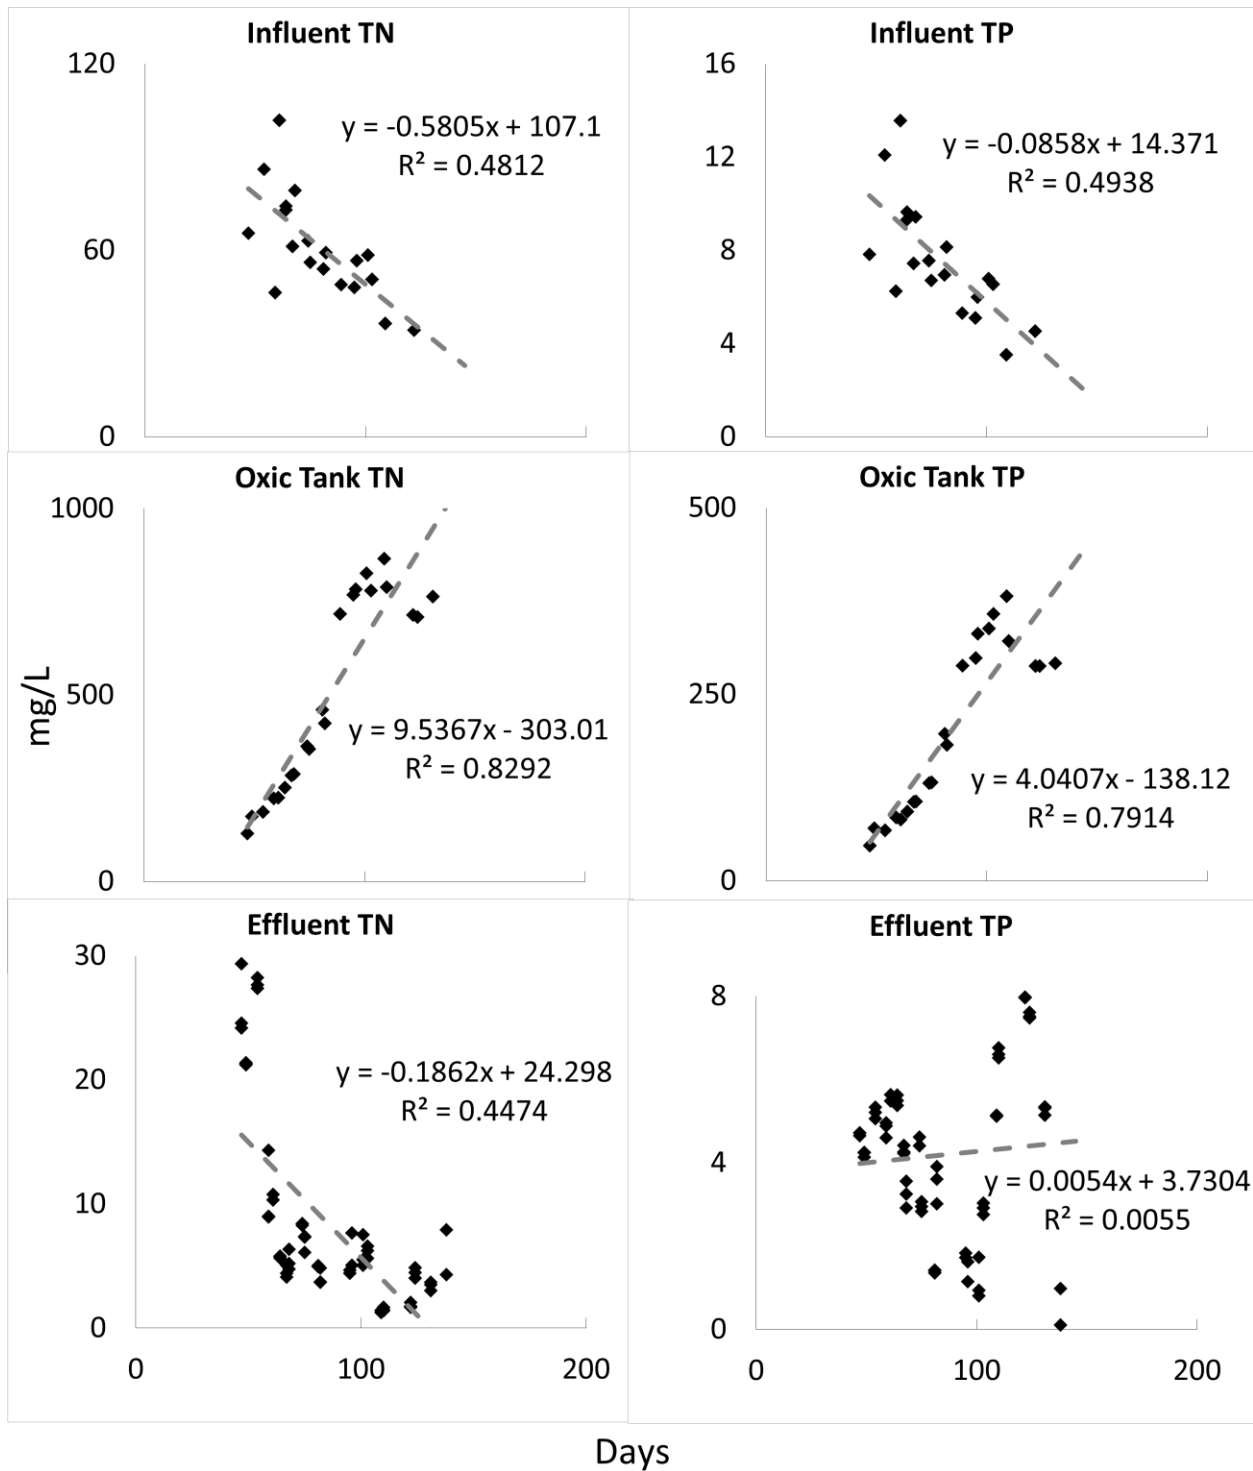 Influent TN
120
60
0
y = -0.5805x + 107.1
R² = 0.4812
Influent TP
16
12
8
4
0
y = -0.0858x + 14.371
R² = 0.4938
mg/L
Oxic Tank TN
1000
500
0
y = 9.5367x - 303.01
R² = 0.8292
Oxic Tank TP
500
250
0
y = 4.0407x - 138.12
R² = 0.7914
Effluent TN
30
20
10
0
y = -0.1862x + 24.298
R² = 0.4474
0 100 200
Effluent TP
8
4
0
y = 0.0054x + 3.7304
R² = 0.0055
0 100 200
Days